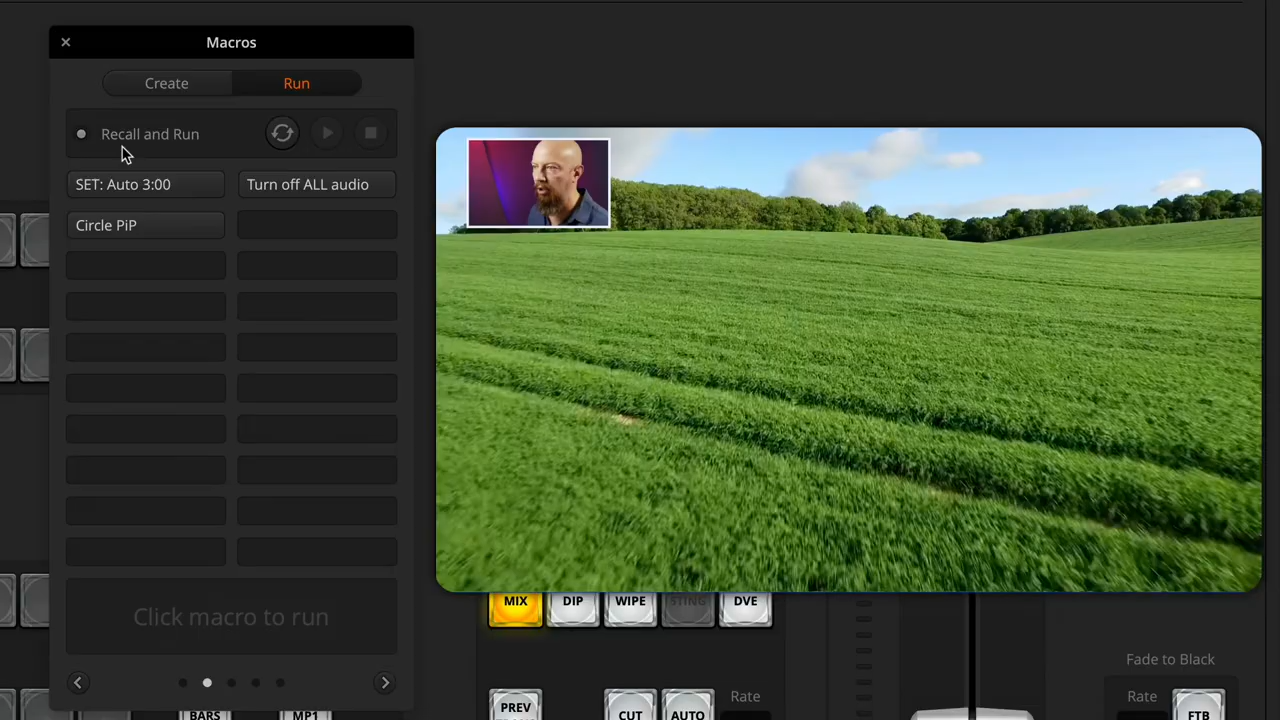 Macros
Create
Run
Recall and Run
SET: Auto 3:00
Turn off ALL audio
Circle PiP
Click macro to run
MIX
DIP
WIPE
STING
DVE
Fade to Black
PREV
Rate
Rate
BARS
MP1
CUT
AUTO
FTB